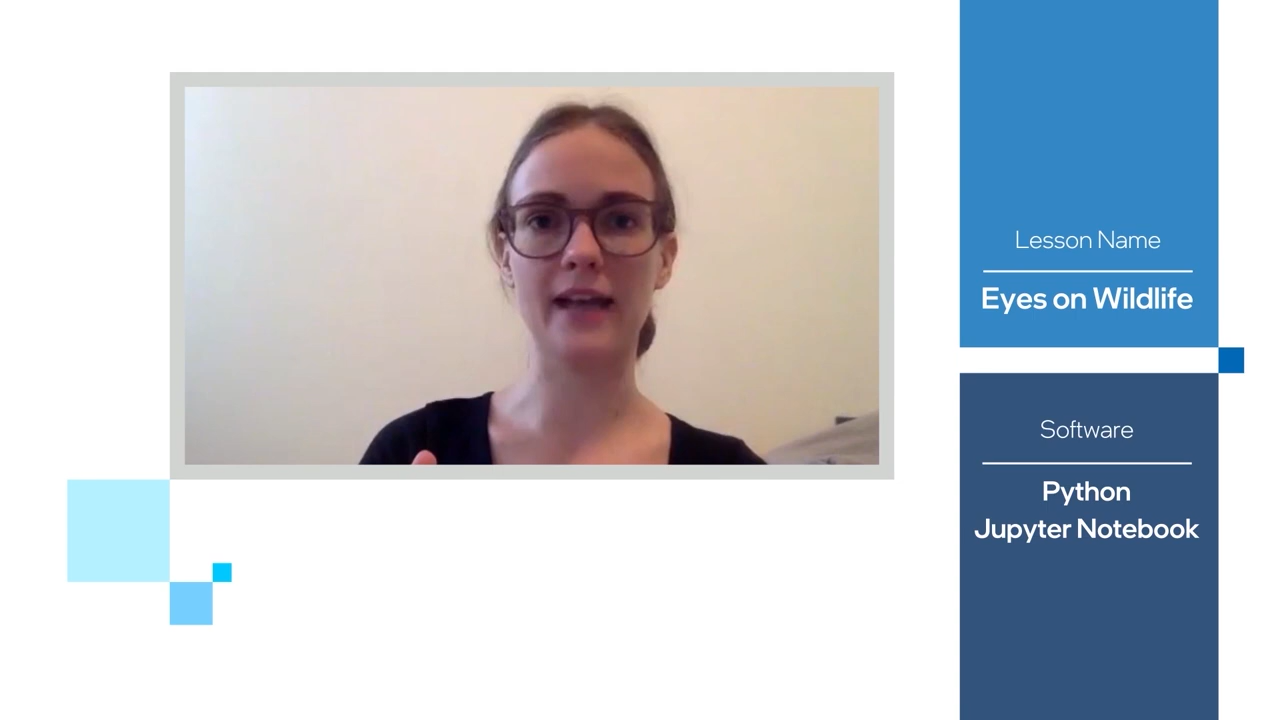 Lesson Name
Eyes on Wildlife
Software
Python
Jupyter Notebook